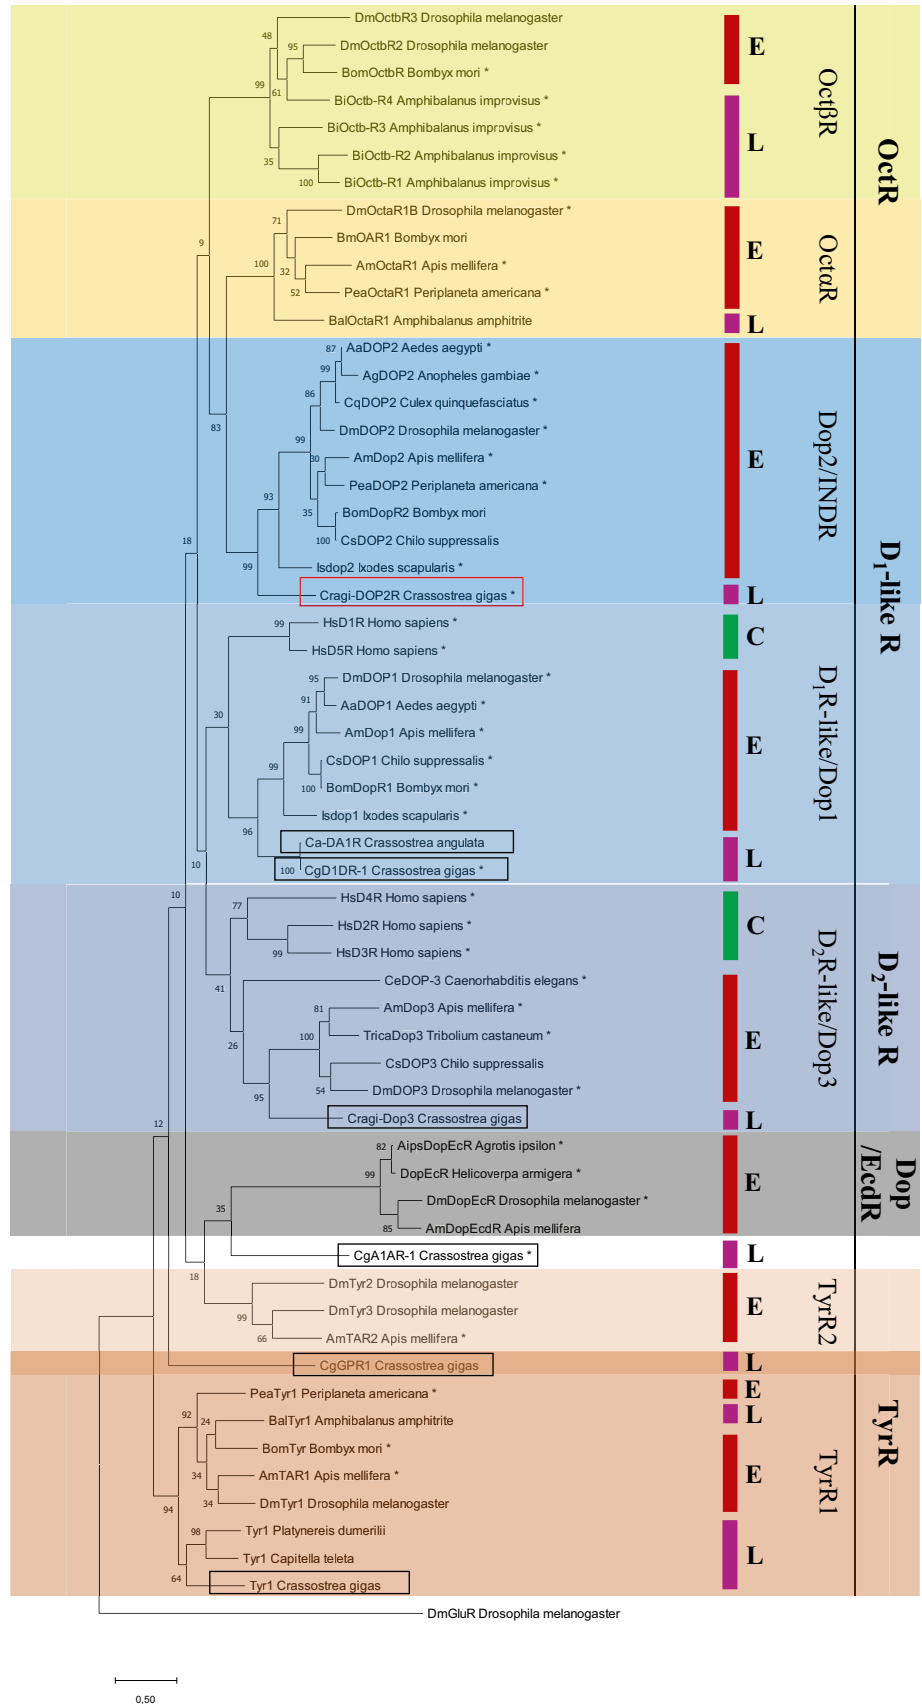 DmOctbR3 Drosophila melanogaster
48
95
DmOctbR2 Drosophila melanogaster
E
BomOctbR Bombyx mori *
99
61
BiOctb-R4 Amphibalanus improvisus *
OctβR
BiOctb-R3 Amphibalanus improvisus *
L
35
BiOctb-R2 Amphibalanus improvisus *
100
BiOctb-R1 Amphibalanus improvisus *
OctR
DmOctaR1B Drosophila melanogaster *
71
9
BmOAR1 Bombyx mori
E
100
32
AmOctaR1 Apis mellifera *
OctαR
52
PeaOctaR1 Periplaneta americana *
BalOctaR1 Amphibalanus amphitrite
L
87
AaDOP2 Aedes aegypti *
99
AgDOP2 Anopheles gambiae *
86
CqDOP2 Culex quinquefasciatus *
83
DmDOP2 Drosophila melanogaster *
99
30
AmDop2 Apis mellifera *
E
Dop2/INDR
PeaDOP2 Periplaneta americana *
93
35
BomDopR2 Bombyx mori
18
100
CsDOP2 Chilo suppressalis
99
Isdop2 Ixodes scapularis *
Cragi-DOP2R Crassostrea gigas *
L
D1-like R
99
HsD1R Homo sapiens *
C
HsD5R Homo sapiens *
95
DmDOP1 Drosophila melanogaster *
91
AaDOP1 Aedes aegypti *
30
99
AmDop1 Apis mellifera *
E
D1R-like/Dop1
99
CsDOP1 Chilo suppressalis *
100
BomDopR1 Bombyx mori *
Isdop1 Ixodes scapularis *
96
Ca-DA1R Crassostrea angulata
L
10
100
CgD1DR-1 Crassostrea gigas *
10
77
HsD4R Homo sapiens *
HsD2R Homo sapiens *
C
99
HsD3R Homo sapiens *
41
CeDOP-3 Caenorhabditis elegans *
D2R-like/Dop3
D2-like R
81
AmDop3 Apis mellifera *
100
TricaDop3 Tribolium castaneum *
E
26
CsDOP3 Chilo suppressalis
54
DmDOP3 Drosophila melanogaster *
95
Cragi-Dop3 Crassostrea gigas
L
12
82
AipsDopEcR Agrotis ipsilon *
99
DopEcR Helicoverpa armigera *
E
Dop
/EcdR
35
DmDopEcR Drosophila melanogaster *
85
AmDopEcdR Apis mellifera
CgA1AR-1 Crassostrea gigas *
L
18
DmTyr2 Drosophila melanogaster
99
DmTyr3 Drosophila melanogaster
E
TyrR2
66
AmTAR2 Apis mellifera *
CgGPR1 Crassostrea gigas
L
PeaTyr1 Periplaneta americana *
E
92
24
BalTyr1 Amphibalanus amphitrite
L
TyrR
BomTyr Bombyx mori *
34
AmTAR1 Apis mellifera *
E
34
DmTyr1 Drosophila melanogaster
TyrR1
94
98
Tyr1 Platynereis dumerilii
Tyr1 Capitella teleta
L
64
Tyr1 Crassostrea gigas
DmGluR Drosophila melanogaster
0,50